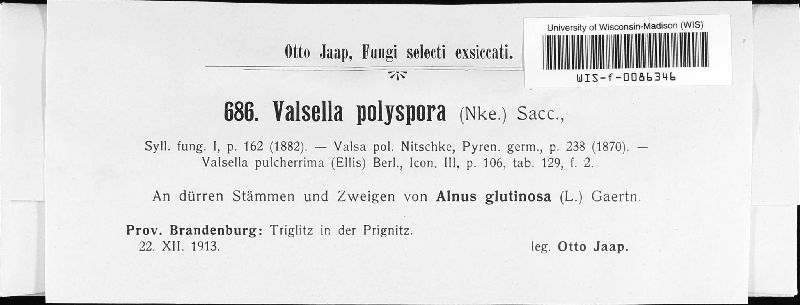 University of Wisconsin-Madison (WIS)
WIS-f-0086346
Otto Jaap, Fungi selecti exsiccati.
686. Valsella polyspora (Nke.) Sacc.,
Syll. fung. I, p. 162 (1882). — Valsa pol. Nitschke, Pyren. germ., p. 238 (1870). —
Valsella pulcherrima (Ellis) Berl., Icon. III, p. 106, tab. 129, f. 2.
An dürren Stämmen und Zweigen von Alnus glutinosa (L.) Gaertn.
Prov. Brandenburg: Triglitz in der Prignitz.
22. XII. 1913. leg. Otto Jaap.